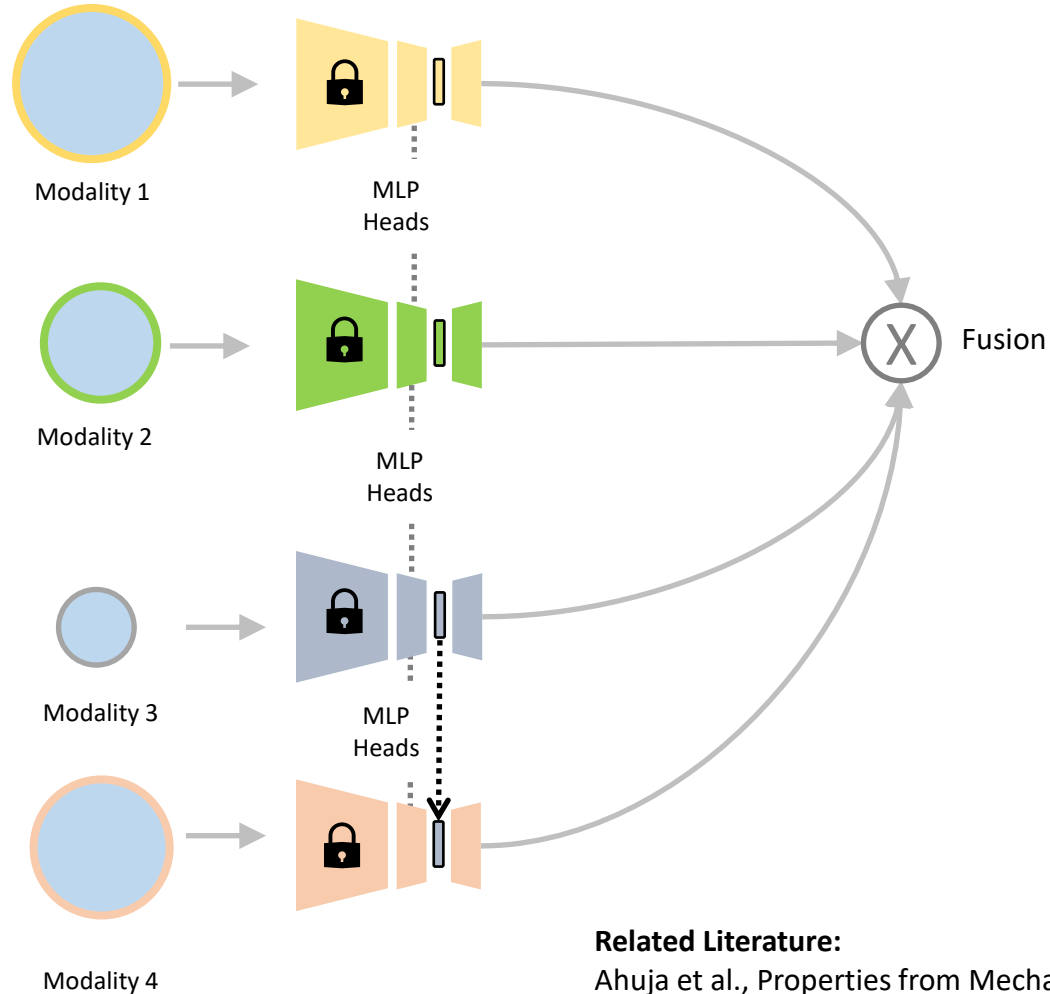 Modality 1
MLP
Heads
Modality 2
X
Fusion
MLP
Heads
Modality 3
MLP
Heads
Modality 4
Related Literature:
Ahuja et al., Properties from Mecha